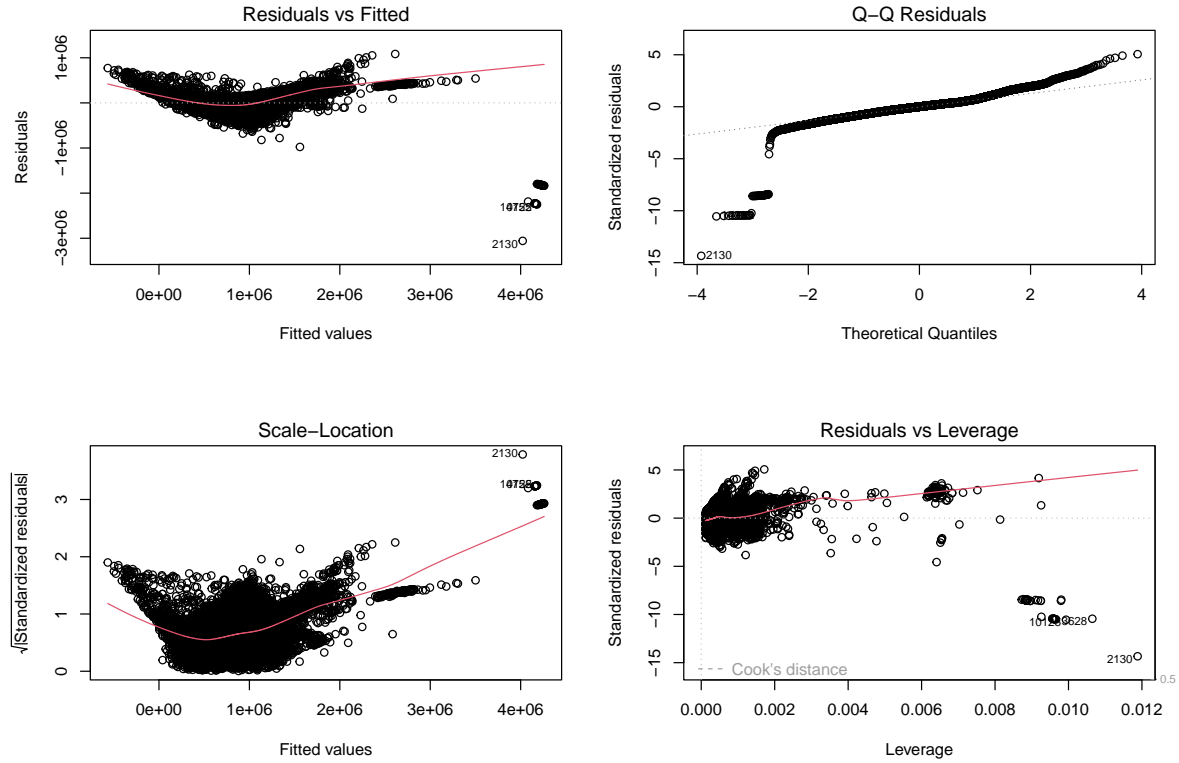 Residuals vs Fitted
Residuals
1e+06
−1e+06
−3e+06
2130
0e+00 1e+06 2e+06 3e+06 4e+06
Fitted values
Q−Q Residuals
Standardized residuals
5
0
−5
−10
−15
2130
−4 −2 0 2 4
Theoretical Quantiles
Scale−Location
√|Standardized residuals|
3
2
1
0
2130
0e+00 1e+06 2e+06 3e+06 4e+06
Fitted values
Residuals vs Leverage
Standardized residuals
5
0
−5
−10
−15
2130
Cook's distance
0.5
0.000 0.002 0.004 0.006 0.008 0.010 0.012
Leverage